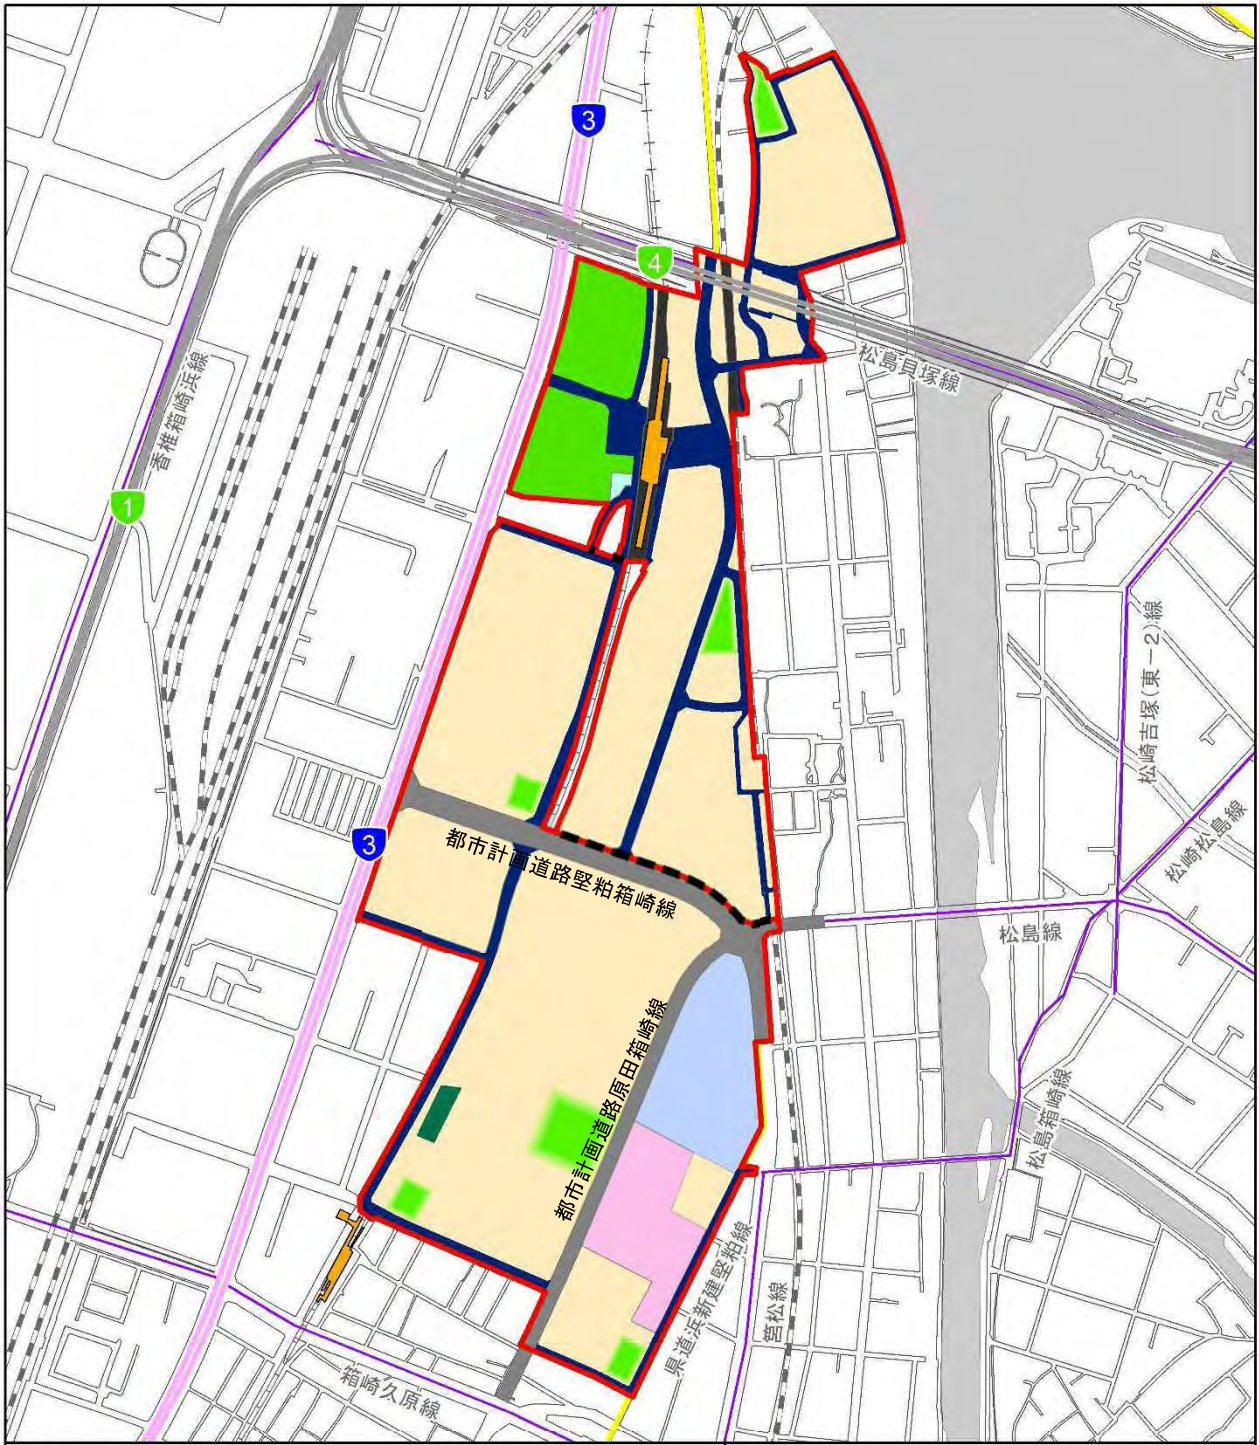 3
4
松島貝塚線
香椎箱崎浜線
1
松崎吉塚(東－2)線
松崎松島線
3
都市計画道路堅粕箱崎線
松島線
都市計画道路原田箱崎線
松島箱崎線
県道浜新建堅粕線
宮松線
箱崎久原線